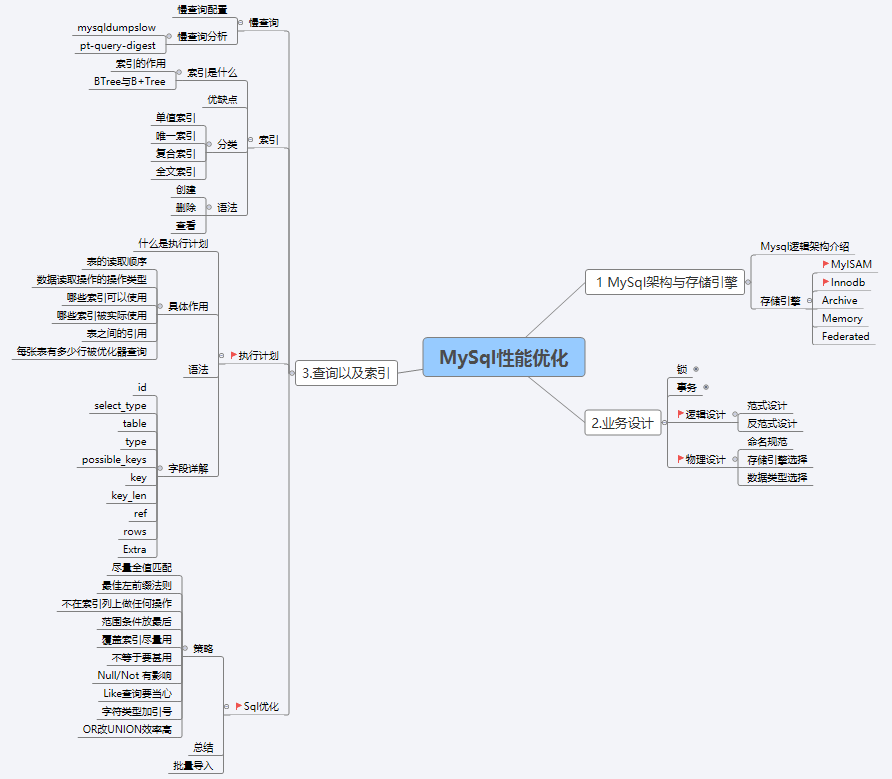 MySql性能优化
1 MySql架构与存储引擎
Mysql逻辑架构介绍
存储引擎
MyISAM
Innodb
Archive
Memory
Federated
2.业务设计
锁
事务
逻辑设计
范式设计
反范式设计
物理设计
命名规范
存储引擎选择
数据类型选择
3.查询以及索引
慢查询
慢查询配置
慢查询分析
mysqldumpslow
pt-query-digest
索引
索引是什么
索引的作用
BTree与B+Tree
优缺点
分类
单值索引
唯一索引
复合索引
全文索引
语法
创建
删除
查看
执行计划
什么是执行计划
具体作用
表的读取顺序
数据读取操作的操作类型
哪些索引可以使用
哪些索引被实际使用
表之间的引用
每张表有多少行被优化器查询
语法
字段详解
id
select_type
table
type
possible_keys
key
key_len
ref
rows
Extra
Sql优化
策略
尽量全值匹配
最佳左前缀法则
不在索引列上做任何操作
范围条件放最后
覆盖索引尽量用
不等于要甚用
Null/Not 有影响
Like查询要当心
字符类型加引号
OR改UNION效率高
总结
批量导入